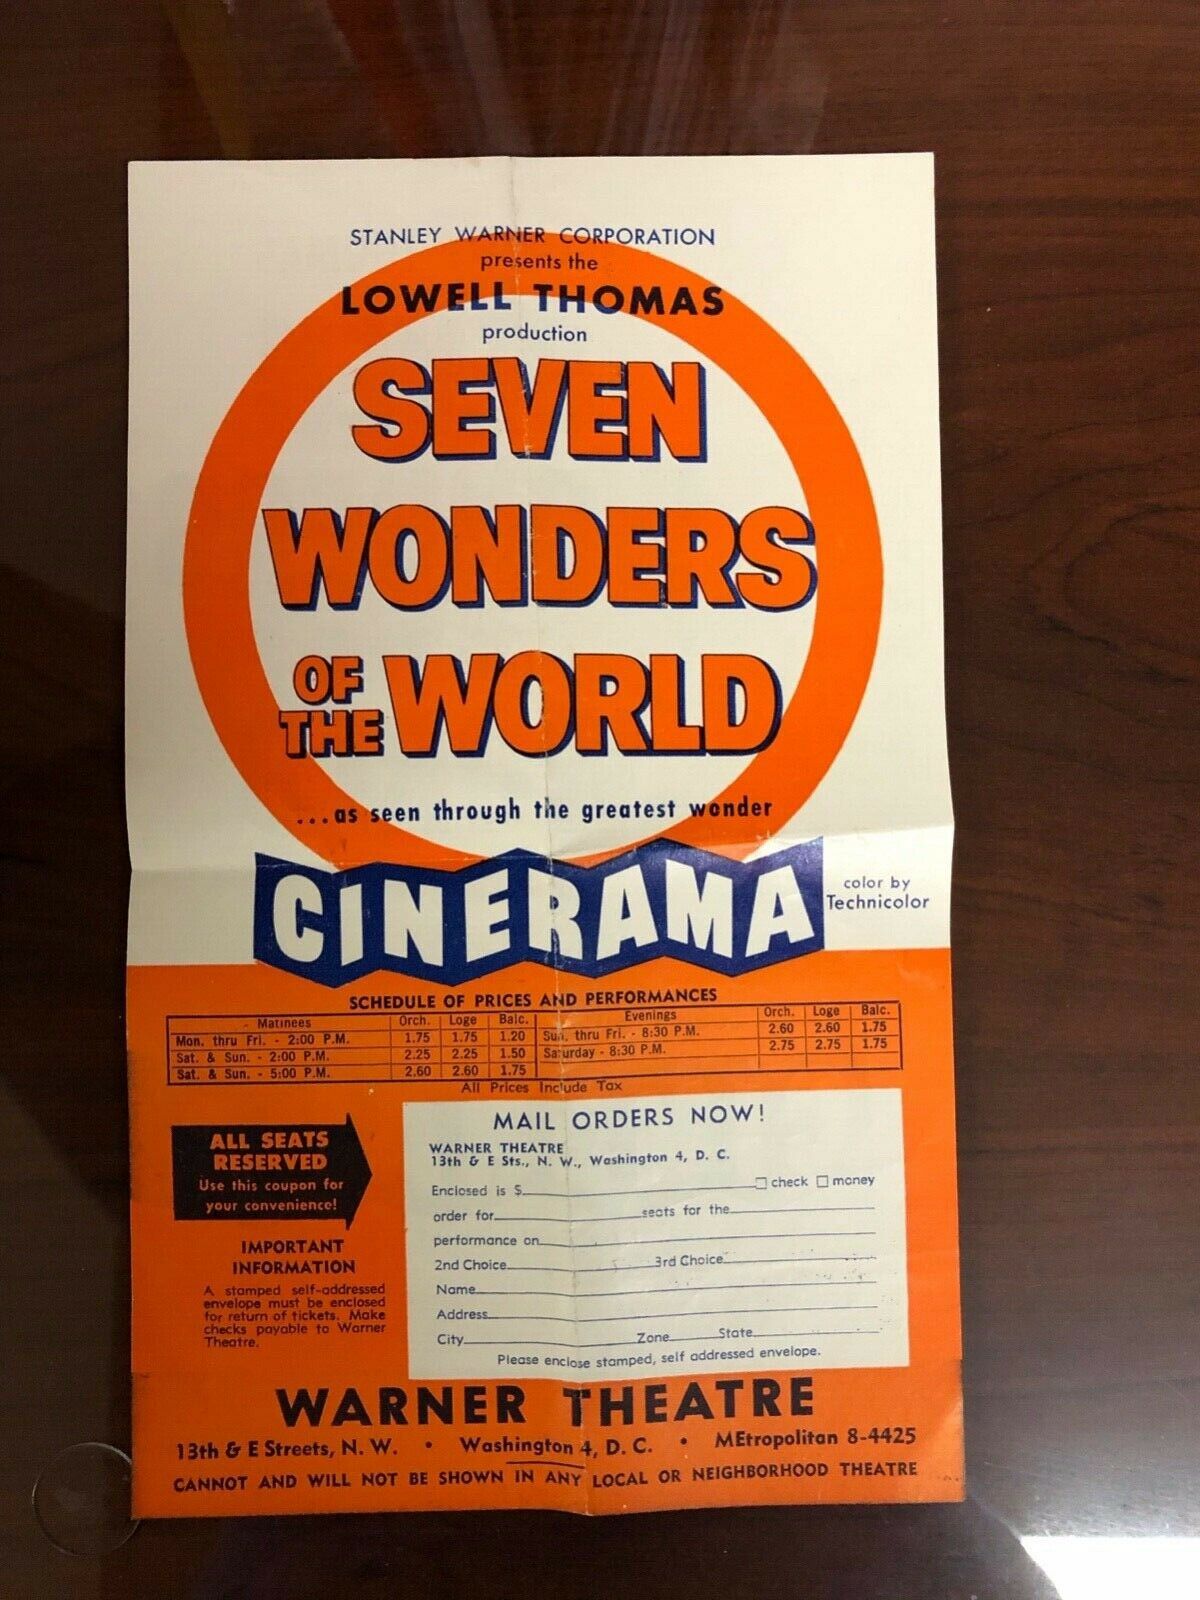 STANLEY WARNER CORPORATION
presents the
LOWELL THOMAS
production
SEVEN
WONDERS
OF THE WORLD
...as seen through the greatest wonder
CINERAMA
color by
Technicolor
SCHEDULE OF PRICES AND PERFORMANCES
Matinees Orch. Loge Balc. Evenings Orch. Loge Balc.
Mon. thru Fri. - 2:00 P.M. 1.75 1.75 1.20 Sun. thru Fri. - 8:30 P.M. 2.60 2.60 1.75
Sat. & Sun. - 2:00 P.M. 2.25 2.25 1.50 Saturday - 8:30 P.M. 2.75 2.75 1.75
Sat. & Sun. - 5:00 P.M. 2.60 2.60 1.75
All Prices Include Tax
ALL SEATS
RESERVED
Use this coupon for
your convenience!
IMPORTANT
INFORMATION
A stamped self-addressed
envelope must be enclosed
for return of tickets. Make
checks payable to Warner
Theatre.
MAIL ORDERS NOW!
WARNER THEATRE
13th & E Sts., N. W., Washington 4, D. C.
Enclosed is $ check money
order for seats for the
performance on
2nd Choice 3rd Choice
Name
Address
City Zone State
Please enclose stamped, self addressed envelope.
WARNER THEATRE
13th & E Streets, N. W. • Washington 4, D. C. • MEtropolitan 8-4425
CANNOT AND WILL NOT BE SHOWN IN ANY LOCAL OR NEIGHBORHOOD THEATRE